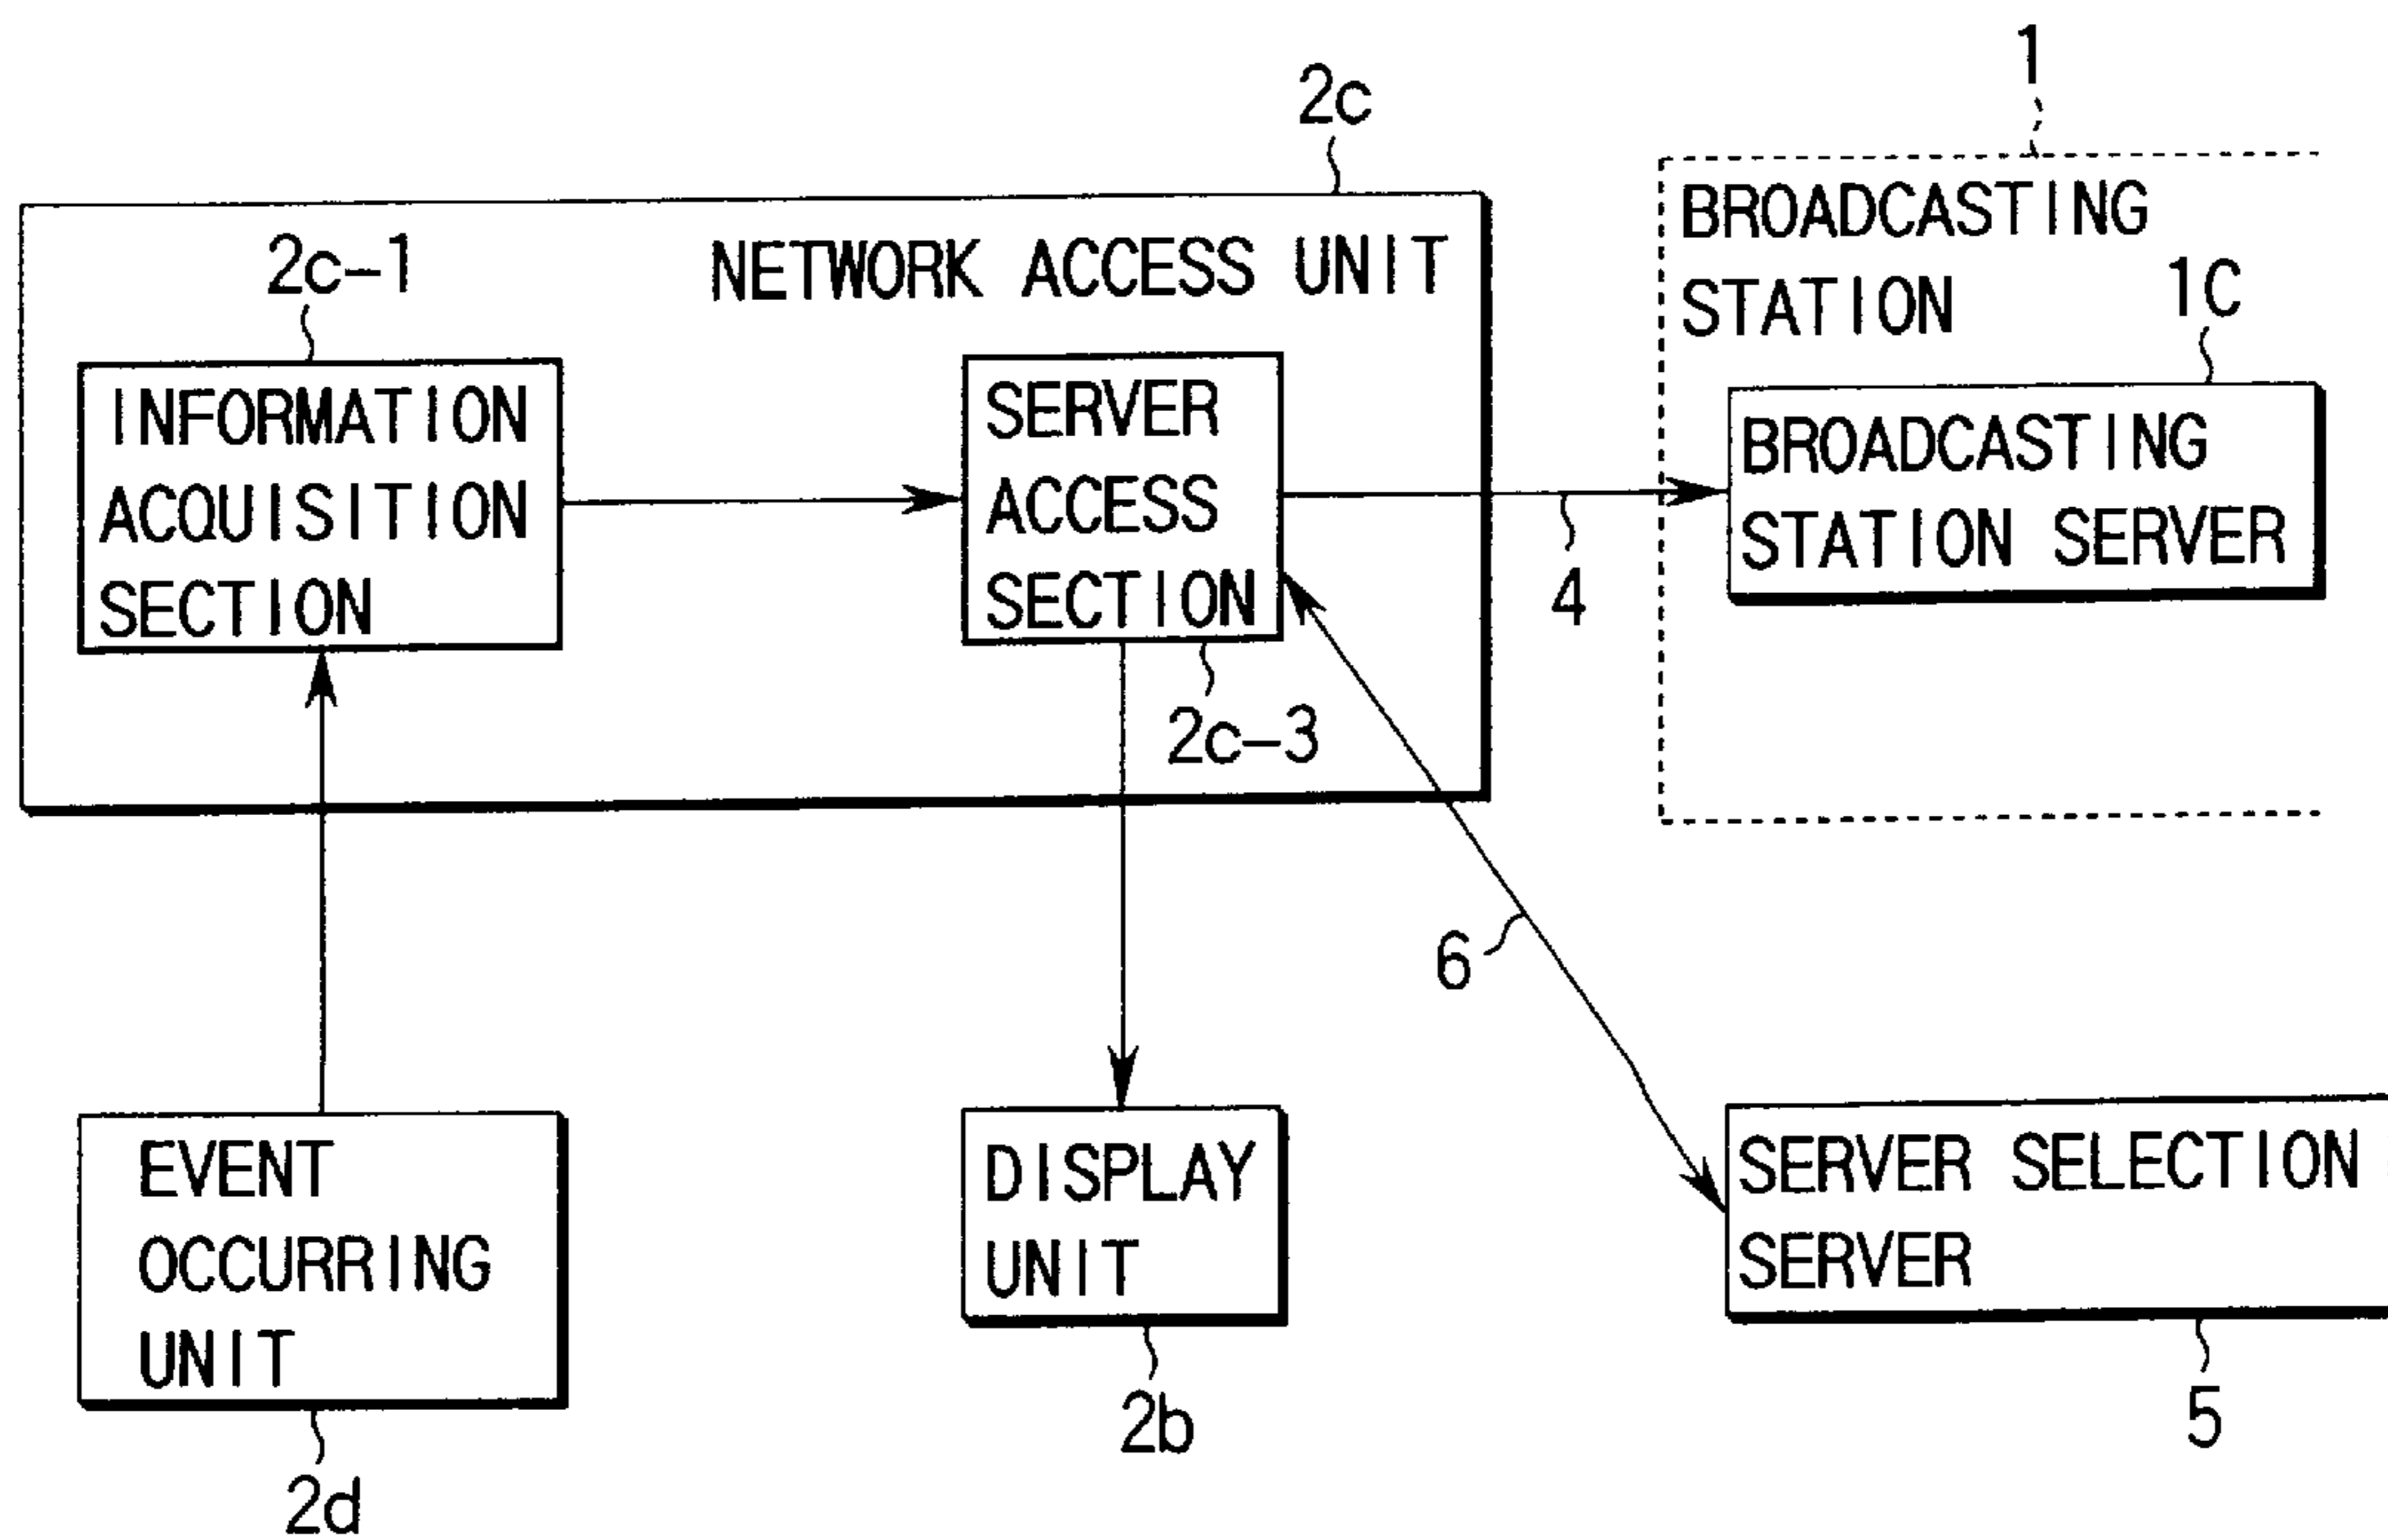 1
2c
BROADCASTING
STATION
NETWORK ACCESS UNIT
2c-1
1C
INFORMATION
ACQUISITION
SECTION
SERVER
ACCESS
SECTION
BROADCASTING
STATION SERVER
4
2c-3
6
EVENT
OCCURRING
UNIT
DISPLAY
UNIT
SERVER SELECTION
SERVER
2d
2b
5